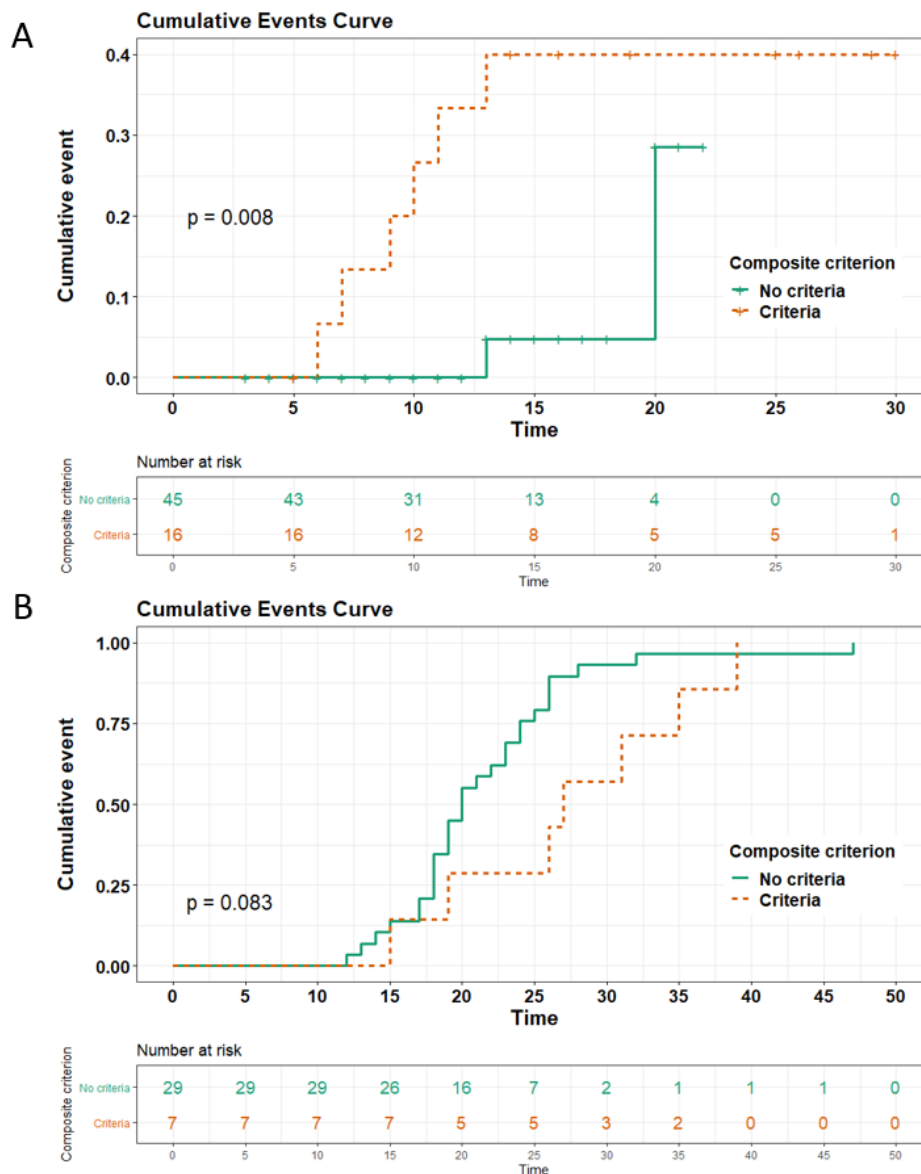 A
Cumulative Events Curve
Cumulative event
0.4
0.3
0.2
0.1
0.0
p = 0.008
Composite criterion
No criteria
Criteria
0 5 10 15 20 25 30
Time
Number at risk
Composite criterion
No criteria 45 43 31 13 4 0 0
Criteria 16 16 12 8 5 5 1
0 5 10 15 20 25 30
Time
B
Cumulative Events Curve
Cumulative event
1.00
0.75
0.50
0.25
0.00
p = 0.083
Composite criterion
No criteria
Criteria
0 5 10 15 20 25 30 35 40 45 50
Time
Number at risk
Composite criterion
No criteria 29 29 29 26 16 7 2 1 1 1 0
Criteria 7 7 7 7 5 5 3 2 0 0 0
0 5 10 15 20 25 30 35 40 45 50
Time